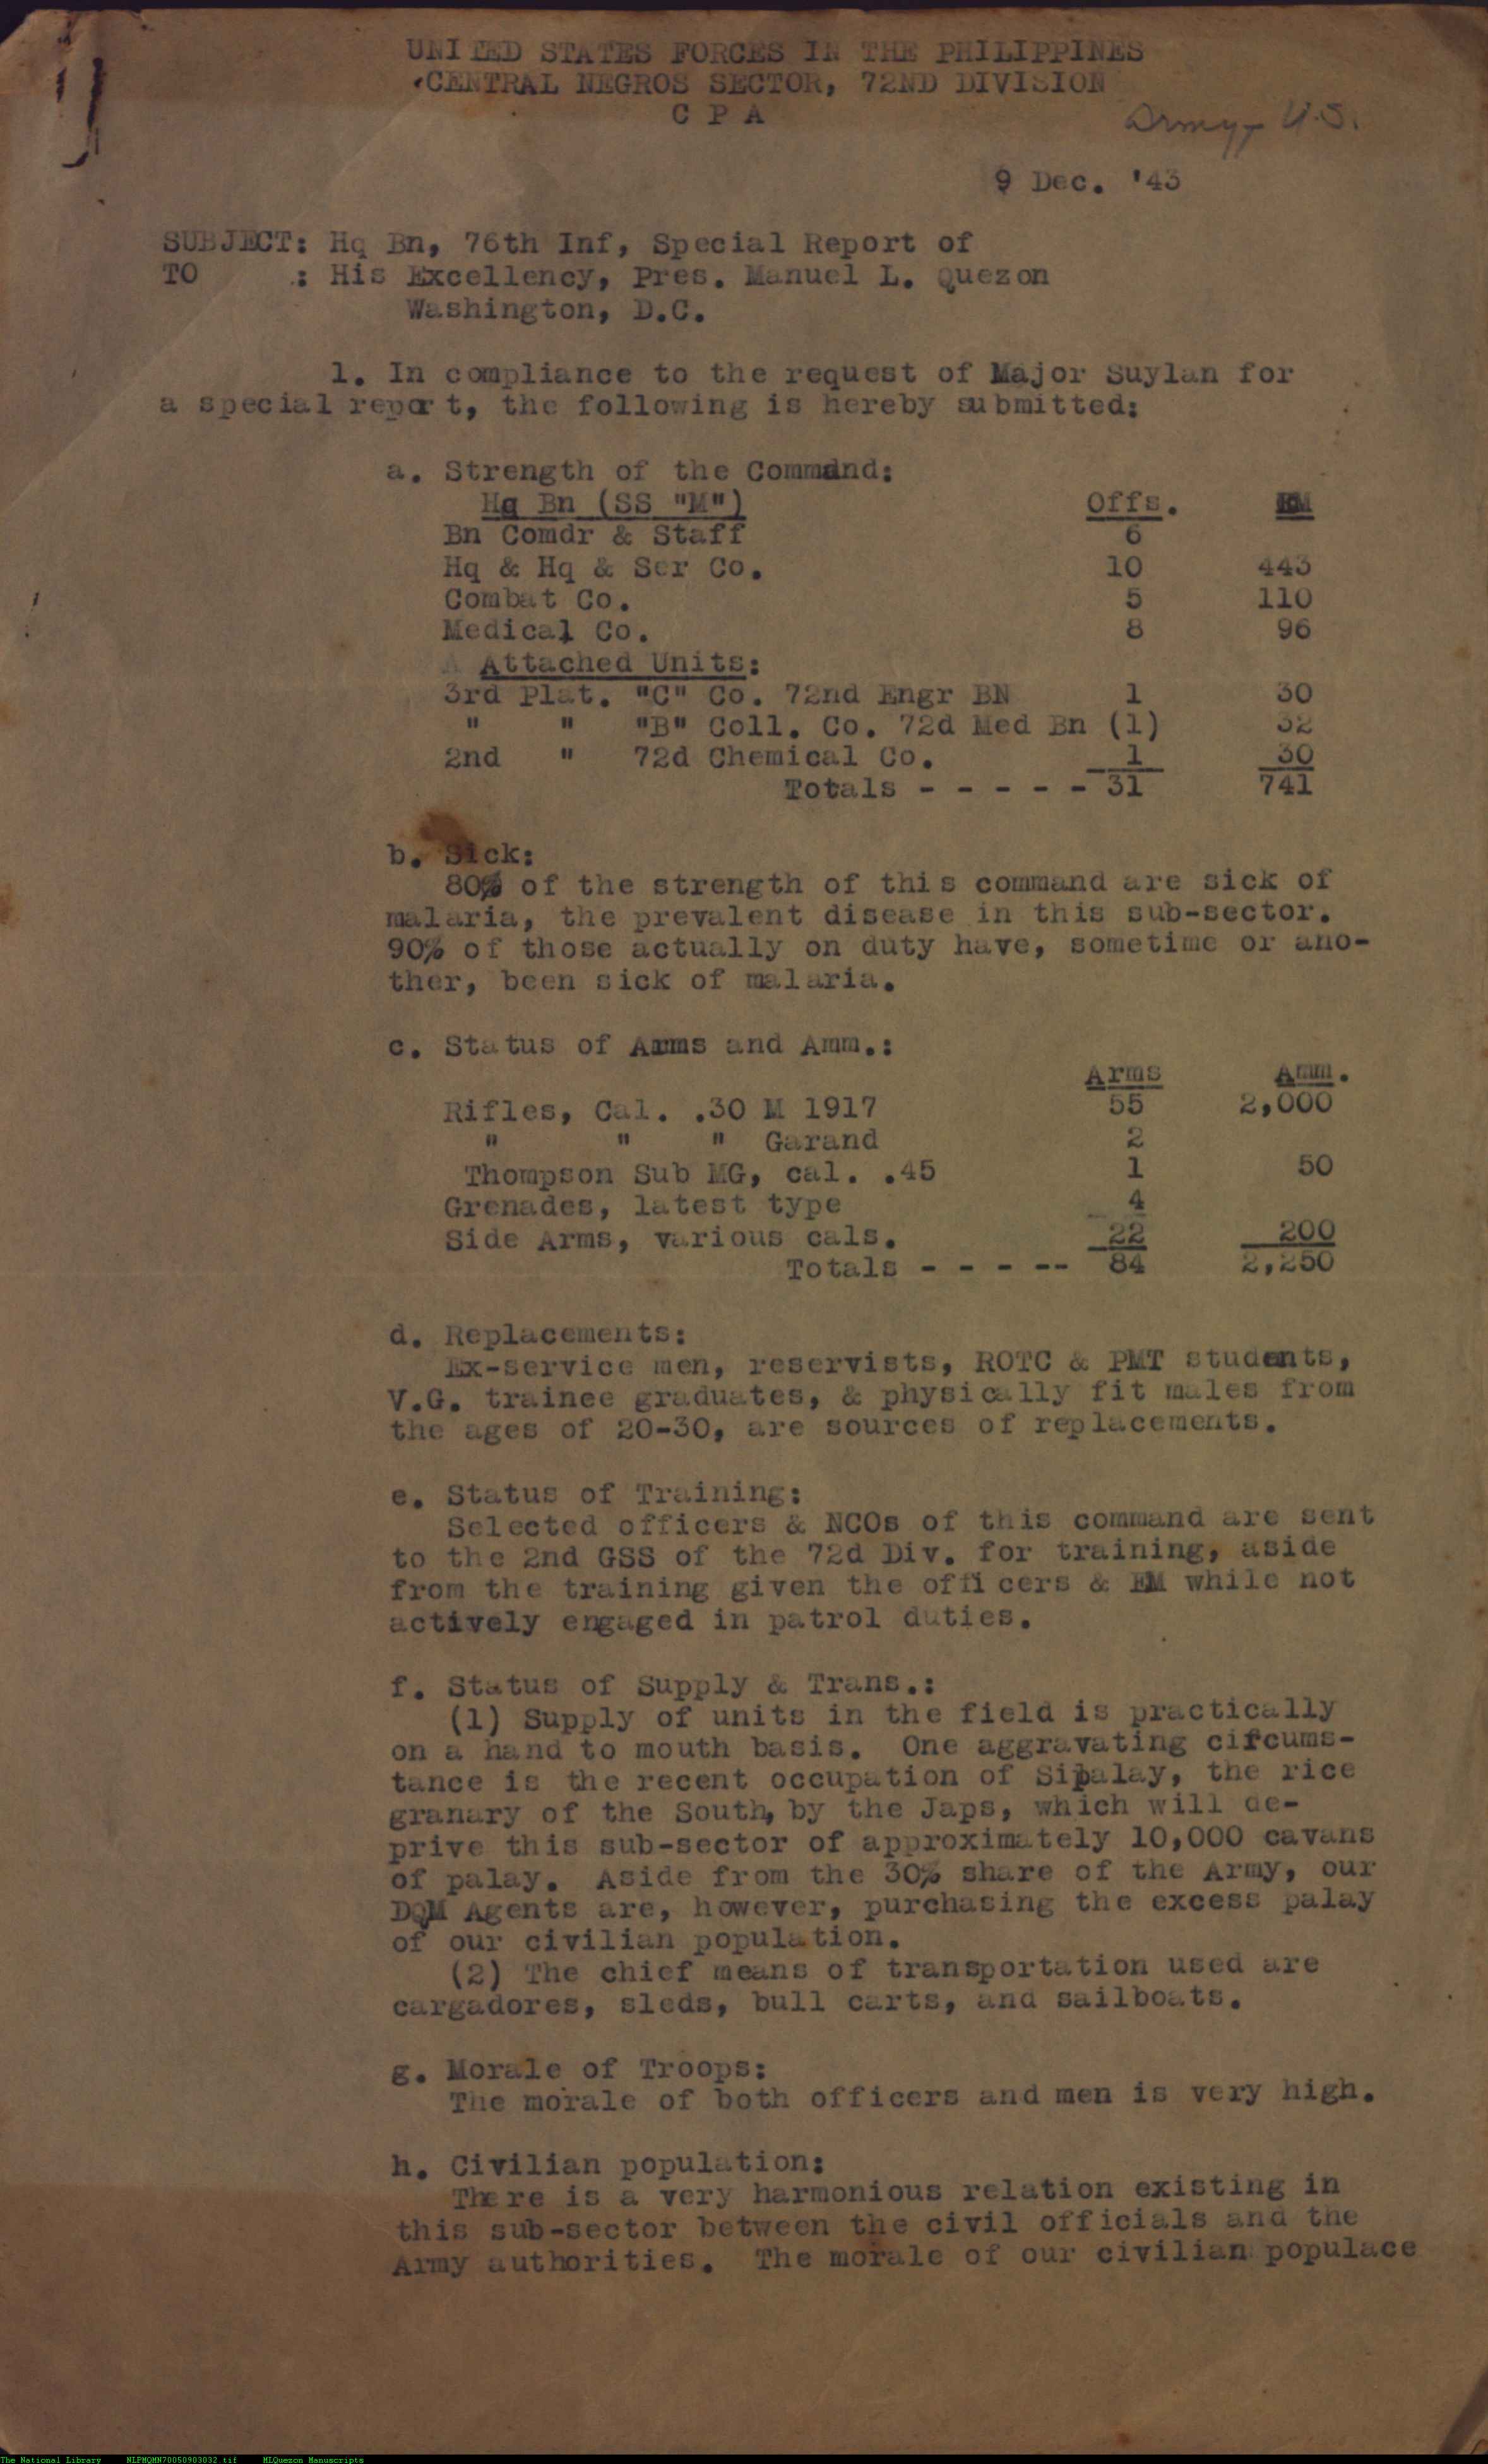 UNITED STATES FORCES IN THE PHILIPPINES
CENTRAL NEGROS SECTOR, 72ND DIVISION
C P A
Army, U.S.
9 Dec. '43
SUBJECT: Hq Bn, 76th Inf, Special Report of
TO : His Excellency, Pres. Manuel L. Quezon
Washington, D.C.
1. In compliance to the request of Major Suylan for
a special report, the following is hereby submitted:
a. Strength of the Command:
Hq Bn (SS "M") Offs. EM
Bn Comdr & Staff 6
Hq & Hq & Ser Co. 10 443
Combat Co. 5 110
Medical Co. 8 96
Attached Units:
3rd Plat. "C" Co. 72nd Engr BN 1 30
" " "B" Coll. Co. 72d Med Bn (1) 32
2nd " 72d Chemical Co. 1 30
Totals - - - - - 31 741
b. Sick:
80% of the strength of this command are sick of
malaria, the prevalent disease in this sub-sector.
90% of those actually on duty have, sometime or ano-
ther, been sick of malaria.
c. Status of Arms and Amm.:
Arms Amm.
Rifles, Cal. .30 M 1917 55 2,000
" " " Garand 2
Thompson Sub MG, cal. .45 1 50
Grenades, latest type 4
Side Arms, various cals. 22 200
Totals - - - -- 84 2,250
d. Replacements:
Ex-service men, reservists, ROTC & PMT students,
V.G. trainee graduates, & physically fit males from
the ages of 20-30, are sources of replacements.
e. Status of Training:
Selected officers & NCOs of this command are sent
to the 2nd GSS of the 72d Div. for training, aside
from the training given the officers & EM while not
actively engaged in patrol duties.
f. Status of Supply & Trans.:
(1) Supply of units in the field is practically
on a hand to mouth basis. One aggravating circums-
tance is the recent occupation of Sipalay, the rice
granary of the South, by the Japs, which will de-
prive this sub-sector of approximately 10,000 cavans
of palay. Aside from the 30% share of the Army, our
DQM Agents are, however, purchasing the excess palay
of our civilian population.
(2) The chief means of transportation used are
cargadores, sleds, bull carts, and sailboats.
g. Morale of Troops:
The morale of both officers and men is very high.
h. Civilian population:
There is a very harmonious relation existing in
this sub-sector between the civil officials and the
Army authorities. The morale of our civilian populace
The National Library NLPMQMN70050903032.tif MLQuezon Manuscripts